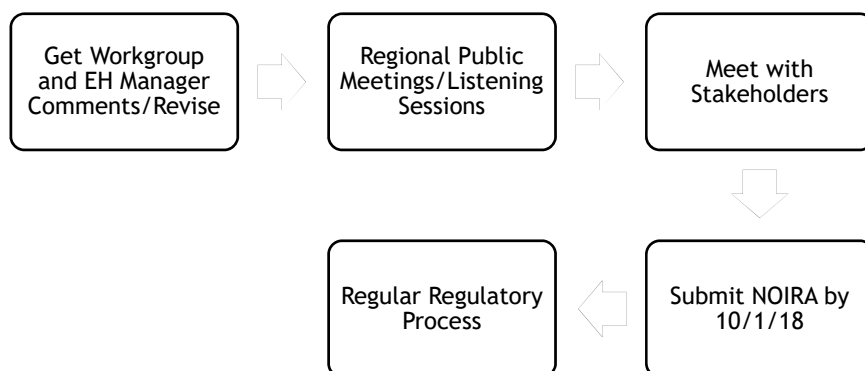 Get Workgroup
and EH Manager
Comments/Revise
Regional Public
Meetings/Listening
Sessions
Meet with
Stakeholders
Submit NOIRA by
10/1/18
Regular Regulatory
Process